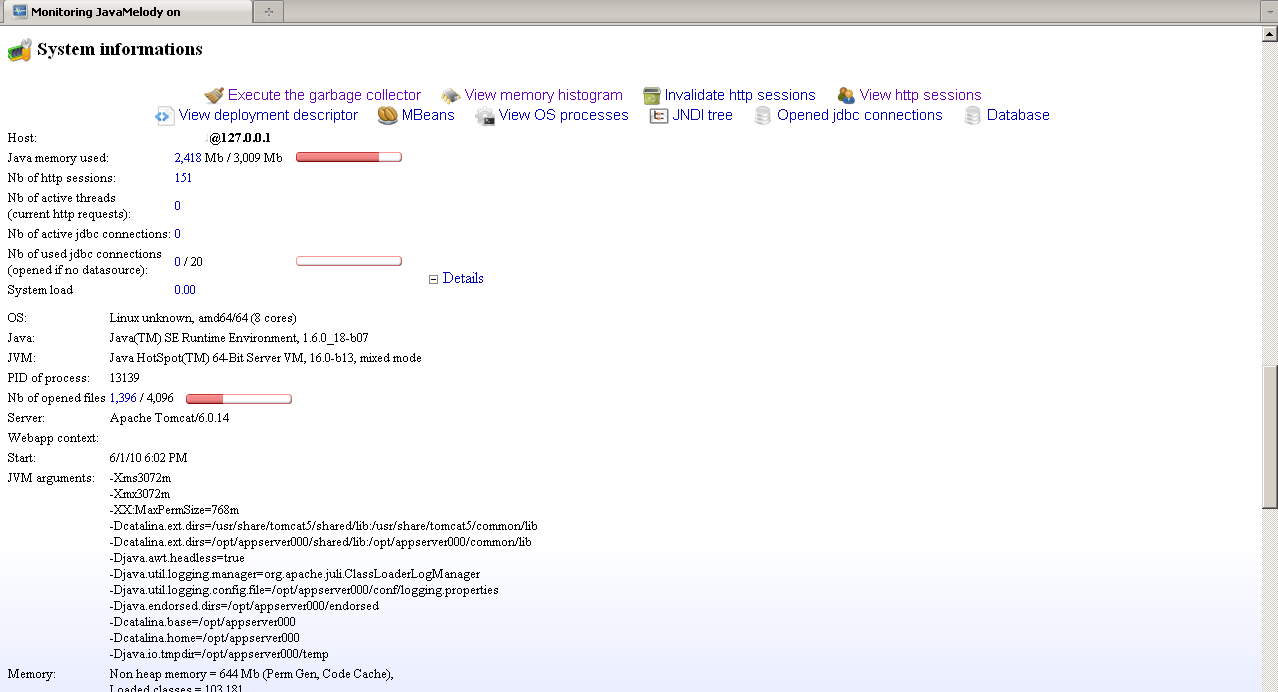 Monitoring JavaMelody on
System informations
Execute the garbage collector View memory histogram Invalidate http sessions View http sessions
View deployment descriptor MBeans View OS processes JNDI tree Opened jdbc connections Database
Host: @127.0.0.1
Java memory used: 2,418 Mb / 3,009 Mb
Nb of http sessions: 151
Nb of active threads
(current http requests): 0
Nb of active jdbc connections: 0
Nb of used jdbc connections
(opened if no datasource): 0 / 20
Details
System load 0.00
OS: Linux unknown, amd64/64 (8 cores)
Java: Java(TM) SE Runtime Environment, 1.6.0_18-b07
JVM: Java HotSpot(TM) 64-Bit Server VM, 16.0-b13, mixed mode
PID of process: 13139
Nb of opened files 1,396 / 4,096
Server: Apache Tomcat/6.0.14
Webapp context:
Start: 6/1/10 6:02 PM
JVM arguments: -Xms3072m
-Xmx3072m
-XX:MaxPermSize=768m
-Dcatalina.ext.dirs=/usr/share/tomcat5/shared/lib:/usr/share/tomcat5/common/lib
-Dcatalina.ext.dirs=/opt/appserver000/shared/lib:/opt/appserver000/common/lib
-Djava.awt.headless=true
-Djava.util.logging.manager=org.apache.juli.ClassLoaderLogManager
-Djava.util.logging.config.file=/opt/appserver000/conf/logging.properties
-Djava.endorsed.dirs=/opt/appserver000/endorsed
-Dcatalina.base=/opt/appserver000
-Dcatalina.home=/opt/appserver000
-Djava.io.tmpdir=/opt/appserver000/temp
Memory: Non heap memory = 644 Mb (Perm Gen, Code Cache),
Loaded classes = 103,181